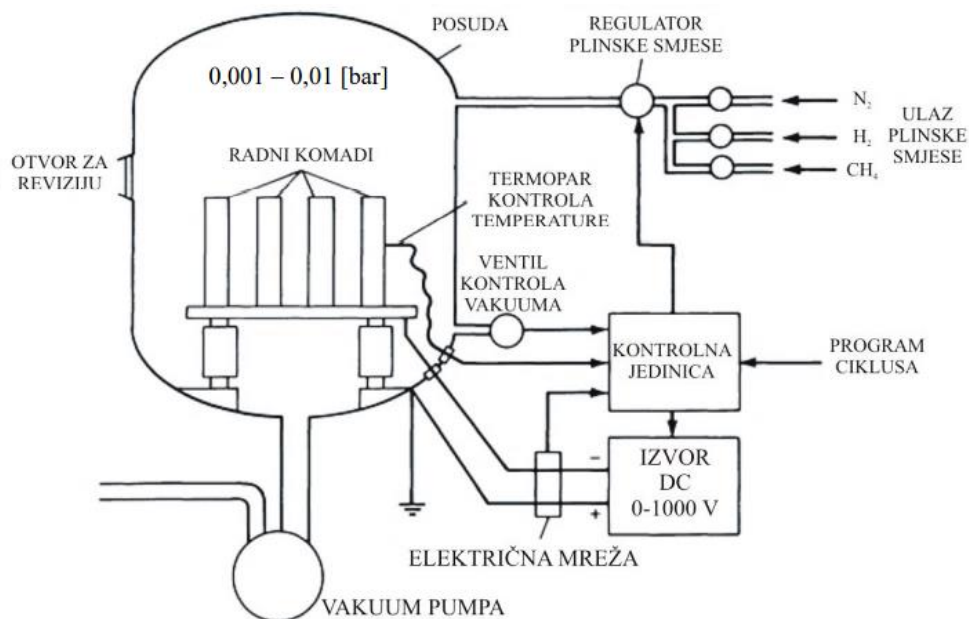 POSUDA
REGULATOR
PLINSKE SMJESE
0,001 – 0,01 [bar]
N₂
H₂
CH₄
ULAZ
PLINSKE
SMJESE
OTVOR ZA
REVIZIJU
RADNI KOMADI
TERMOPAR
KONTROLA
TEMPERATURE
VENTIL
KONTROLA
VAKUUMA
KONTROLNA
JEDINICA
PROGRAM
CIKLUSA
IZVOR
DC
0-1000 V
–
+
ELEKTRIČNA MREŽA
VAKUUM PUMPA